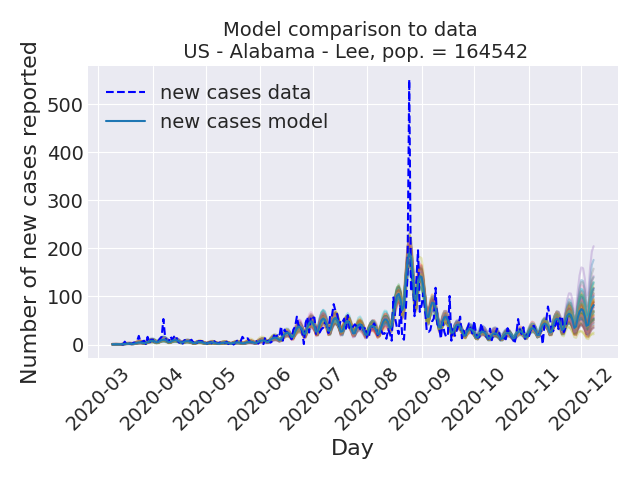 Model comparison to data
US - Alabama - Lee, pop. = 164542
Number of new cases reported
new cases data
new cases model
500
400
300
200
100
0
2020-03
2020-04
2020-05
2020-06
2020-07
2020-08
2020-09
2020-10
2020-11
2020-12
Day